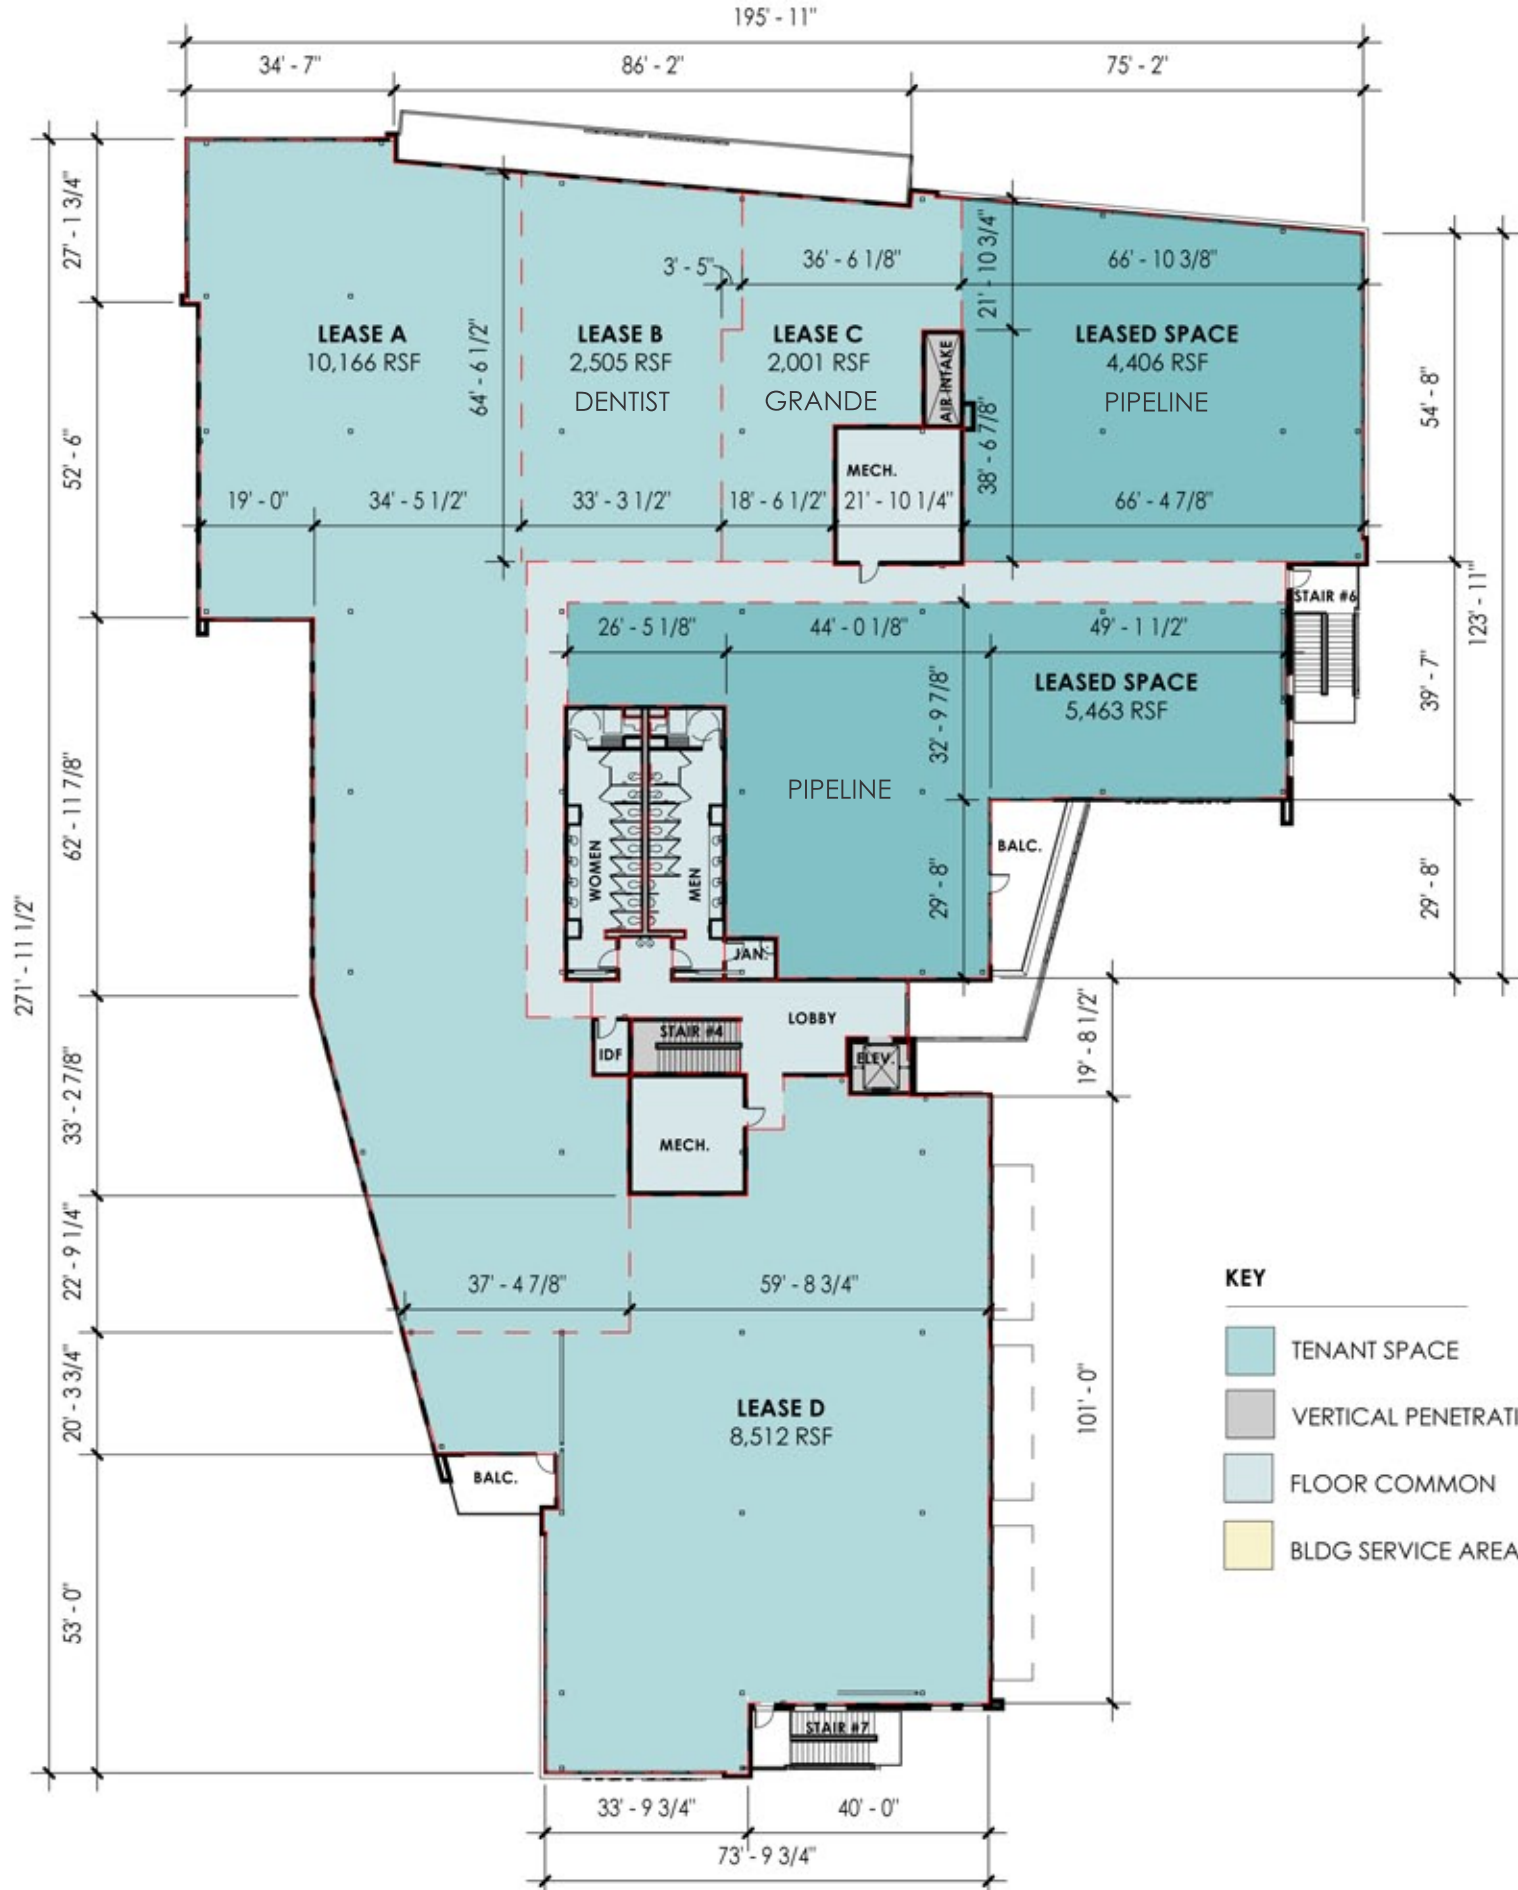 195' - 11"
34' - 7"
86' - 2"
75' - 2"
27' - 1 3/4"
52' - 6"
62' - 11 7/8"
33' - 2 7/8"
22' - 9 1/4"
20' - 3 3/4"
53' - 0"
271' - 11 1/2"
LEASE A
10,166 RSF
64' - 6 1/2"
LEASE B
2,505 RSF
DENTIST
3' - 5"
36' - 6 1/8"
21' - 10 3/4"
66' - 10 3/8"
LEASE C
2,001 RSF
GRANDE
AIR INTAKE
LEASED SPACE
4,406 RSF
PIPELINE
38' - 6 7/8"
MECH.
19' - 0"
34' - 5 1/2"
33' - 3 1/2"
18' - 6 1/2"
21' - 10 1/4"
66' - 4 7/8"
54' - 8"
123' - 11"
39' - 7"
29' - 8"
STAIR #6
26' - 5 1/8"
44' - 0 1/8"
49' - 1 1/2"
32' - 9 7/8"
LEASED SPACE
5,463 RSF
PIPELINE
WOMEN
MEN
29' - 8"
BALC.
JAN.
LOBBY
STAIR #4
IDF
ELEV.
19' - 8 1/2"
MECH.
37' - 4 7/8"
59' - 8 3/4"
LEASE D
8,512 RSF
101' - 0"
BALC.
STAIR #7
33' - 9 3/4"
40' - 0"
73' - 9 3/4"
KEY
TENANT SPACE
VERTICAL PENETRATI
FLOOR COMMON
BLDG SERVICE AREA